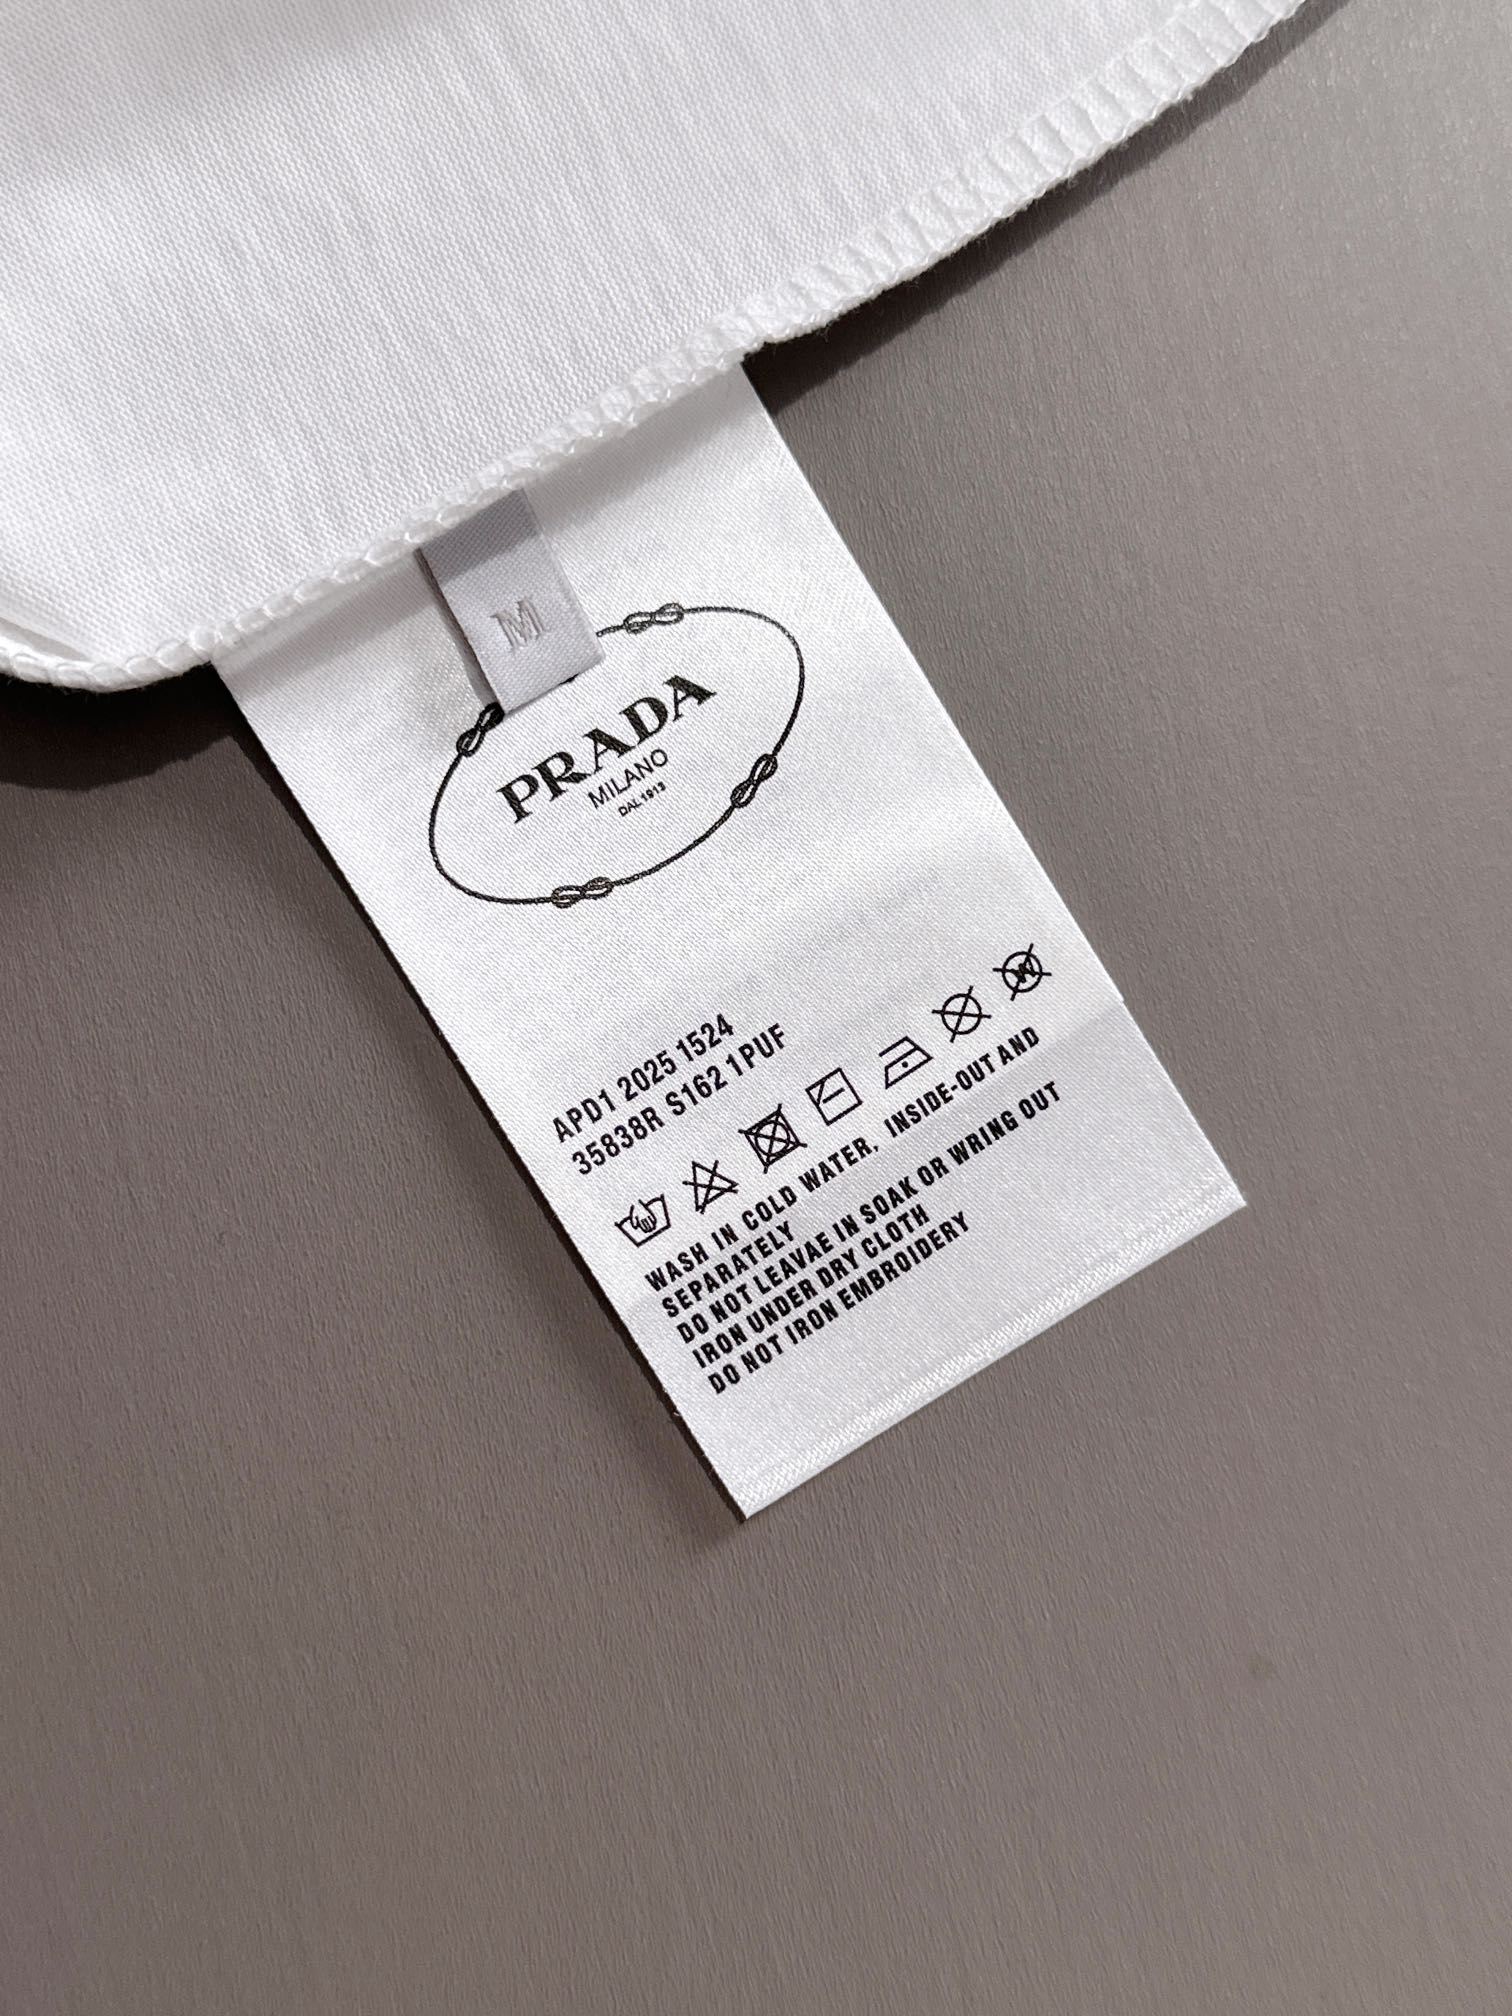 M
PRADA
MILANO
DAL 1913
APD1 2025 1524
35838R S162 1PUF
W
WASH IN COLD WATER, INSIDE-OUT AND
SEPARATELY
DO NOT LEAVAE IN SOAK OR WRING OUT
IRON UNDER DRY CLOTH
DO NOT IRON EMBROIDERY